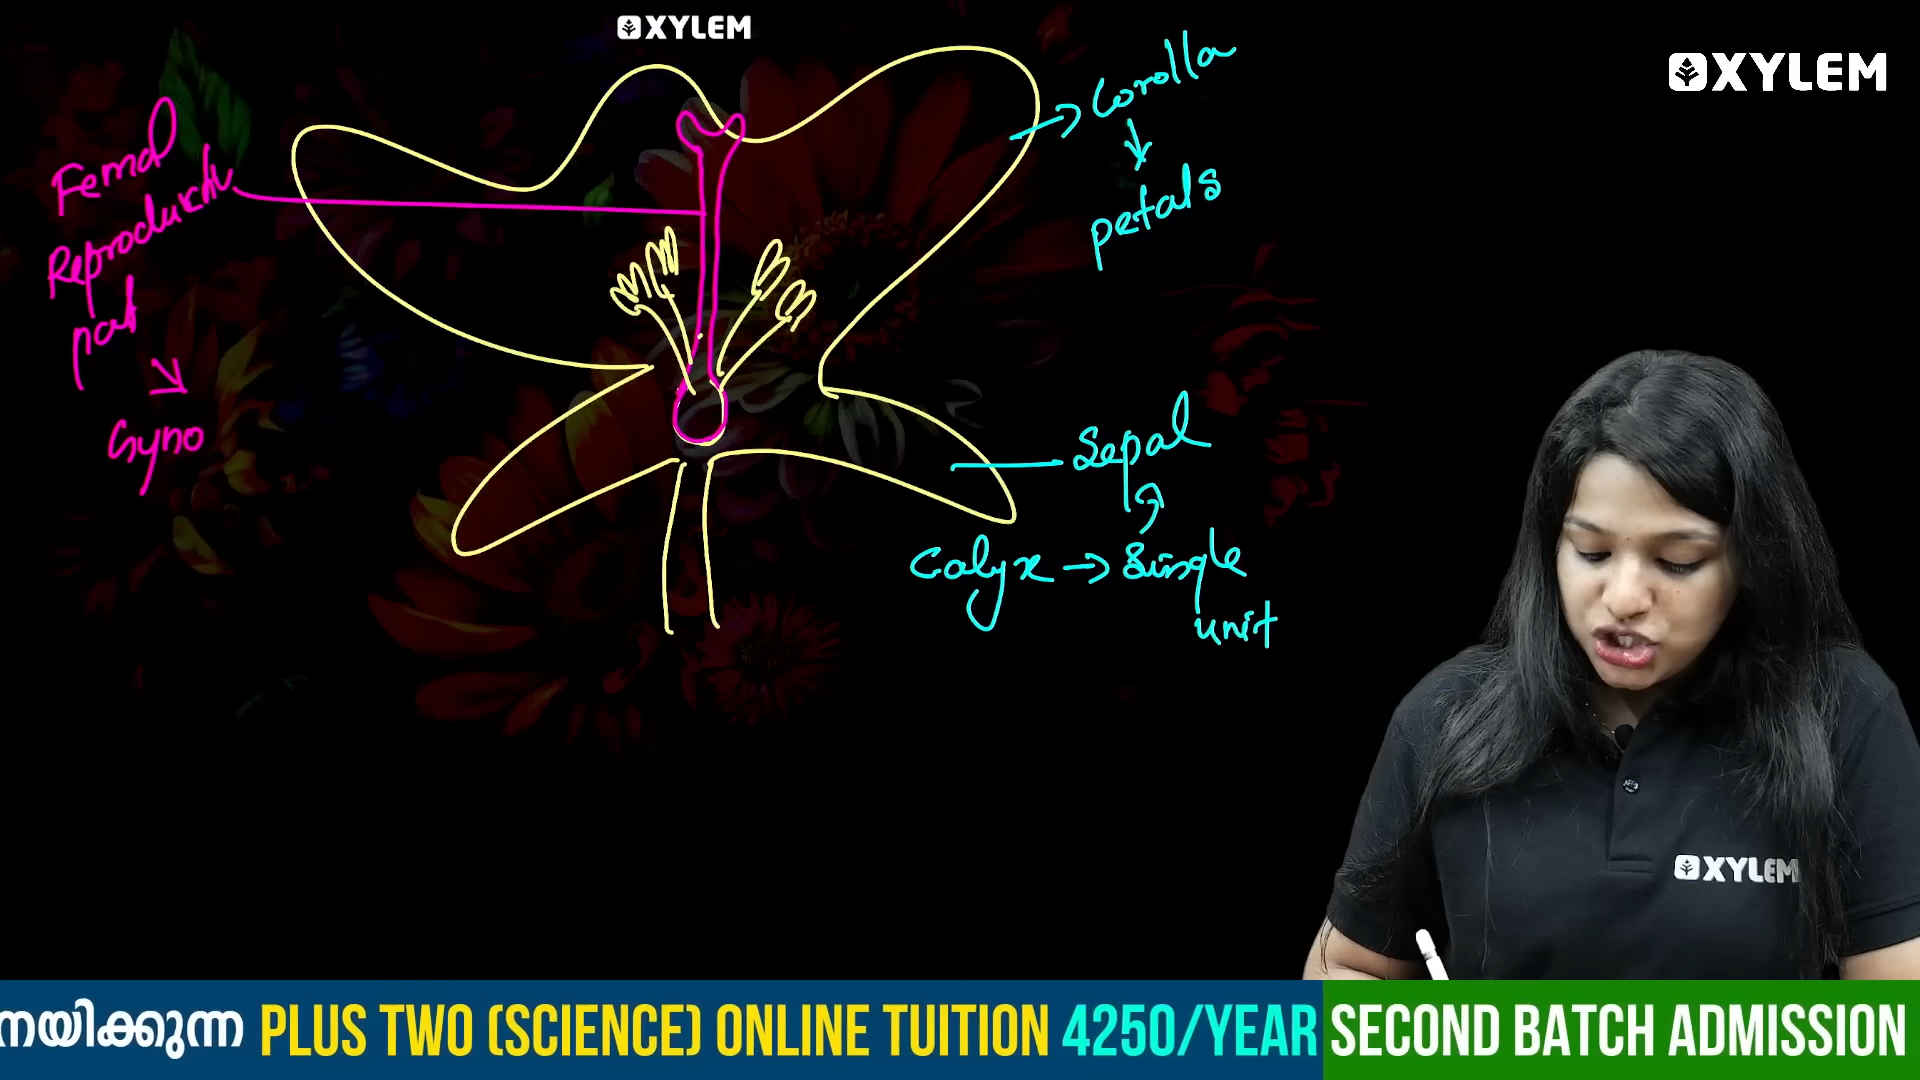 XYLEM
XYLEM
Corolla
petals
Femal
Reproductiv
part
Gyno
Sepal
Calyx → Single
unit
XYLEM
നയിക്കുന്ന PLUS TWO (SCIENCE) ONLINE TUITION 4250/YEAR SECOND BATCH ADMISSION